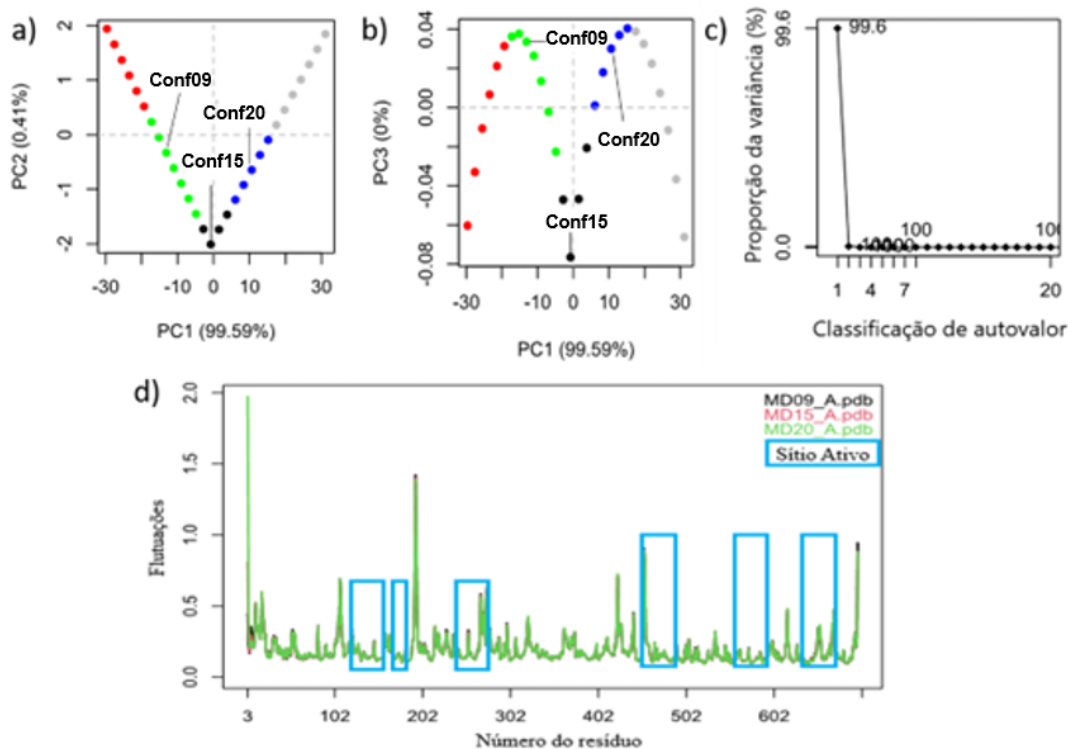 a)
PC2 (0.41%)
2
1
0
-1
-2
Conf09
Conf20
Conf15
-30
-10
0
10
30
PC1 (99.59%)
b)
PC3 (0%)
0.04
0.00
-0.04
-0.08
Conf09
Conf20
Conf15
-30
-10
0
10
30
PC1 (99.59%)
c)
Proporção da variância (%)
99.6
0.0
99.6
100
100
1
4
7
20
Classificação de autovalor
d)
Flutuações
2.0
1.5
1.0
0.5
0.0
MD09_A.pdb
MD15_A.pdb
MD20_A.pdb
Sítio Ativo
3
102
202
302
402
502
602
Número do resíduo